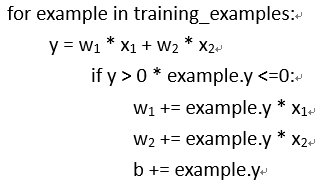 for example in training_examples:
y = w₁ * x₁ + w₂ * x₂
if y > 0 * example.y <=0:
w₁ += example.y * x₁
w₂ += example.y * x₂
b += example.y